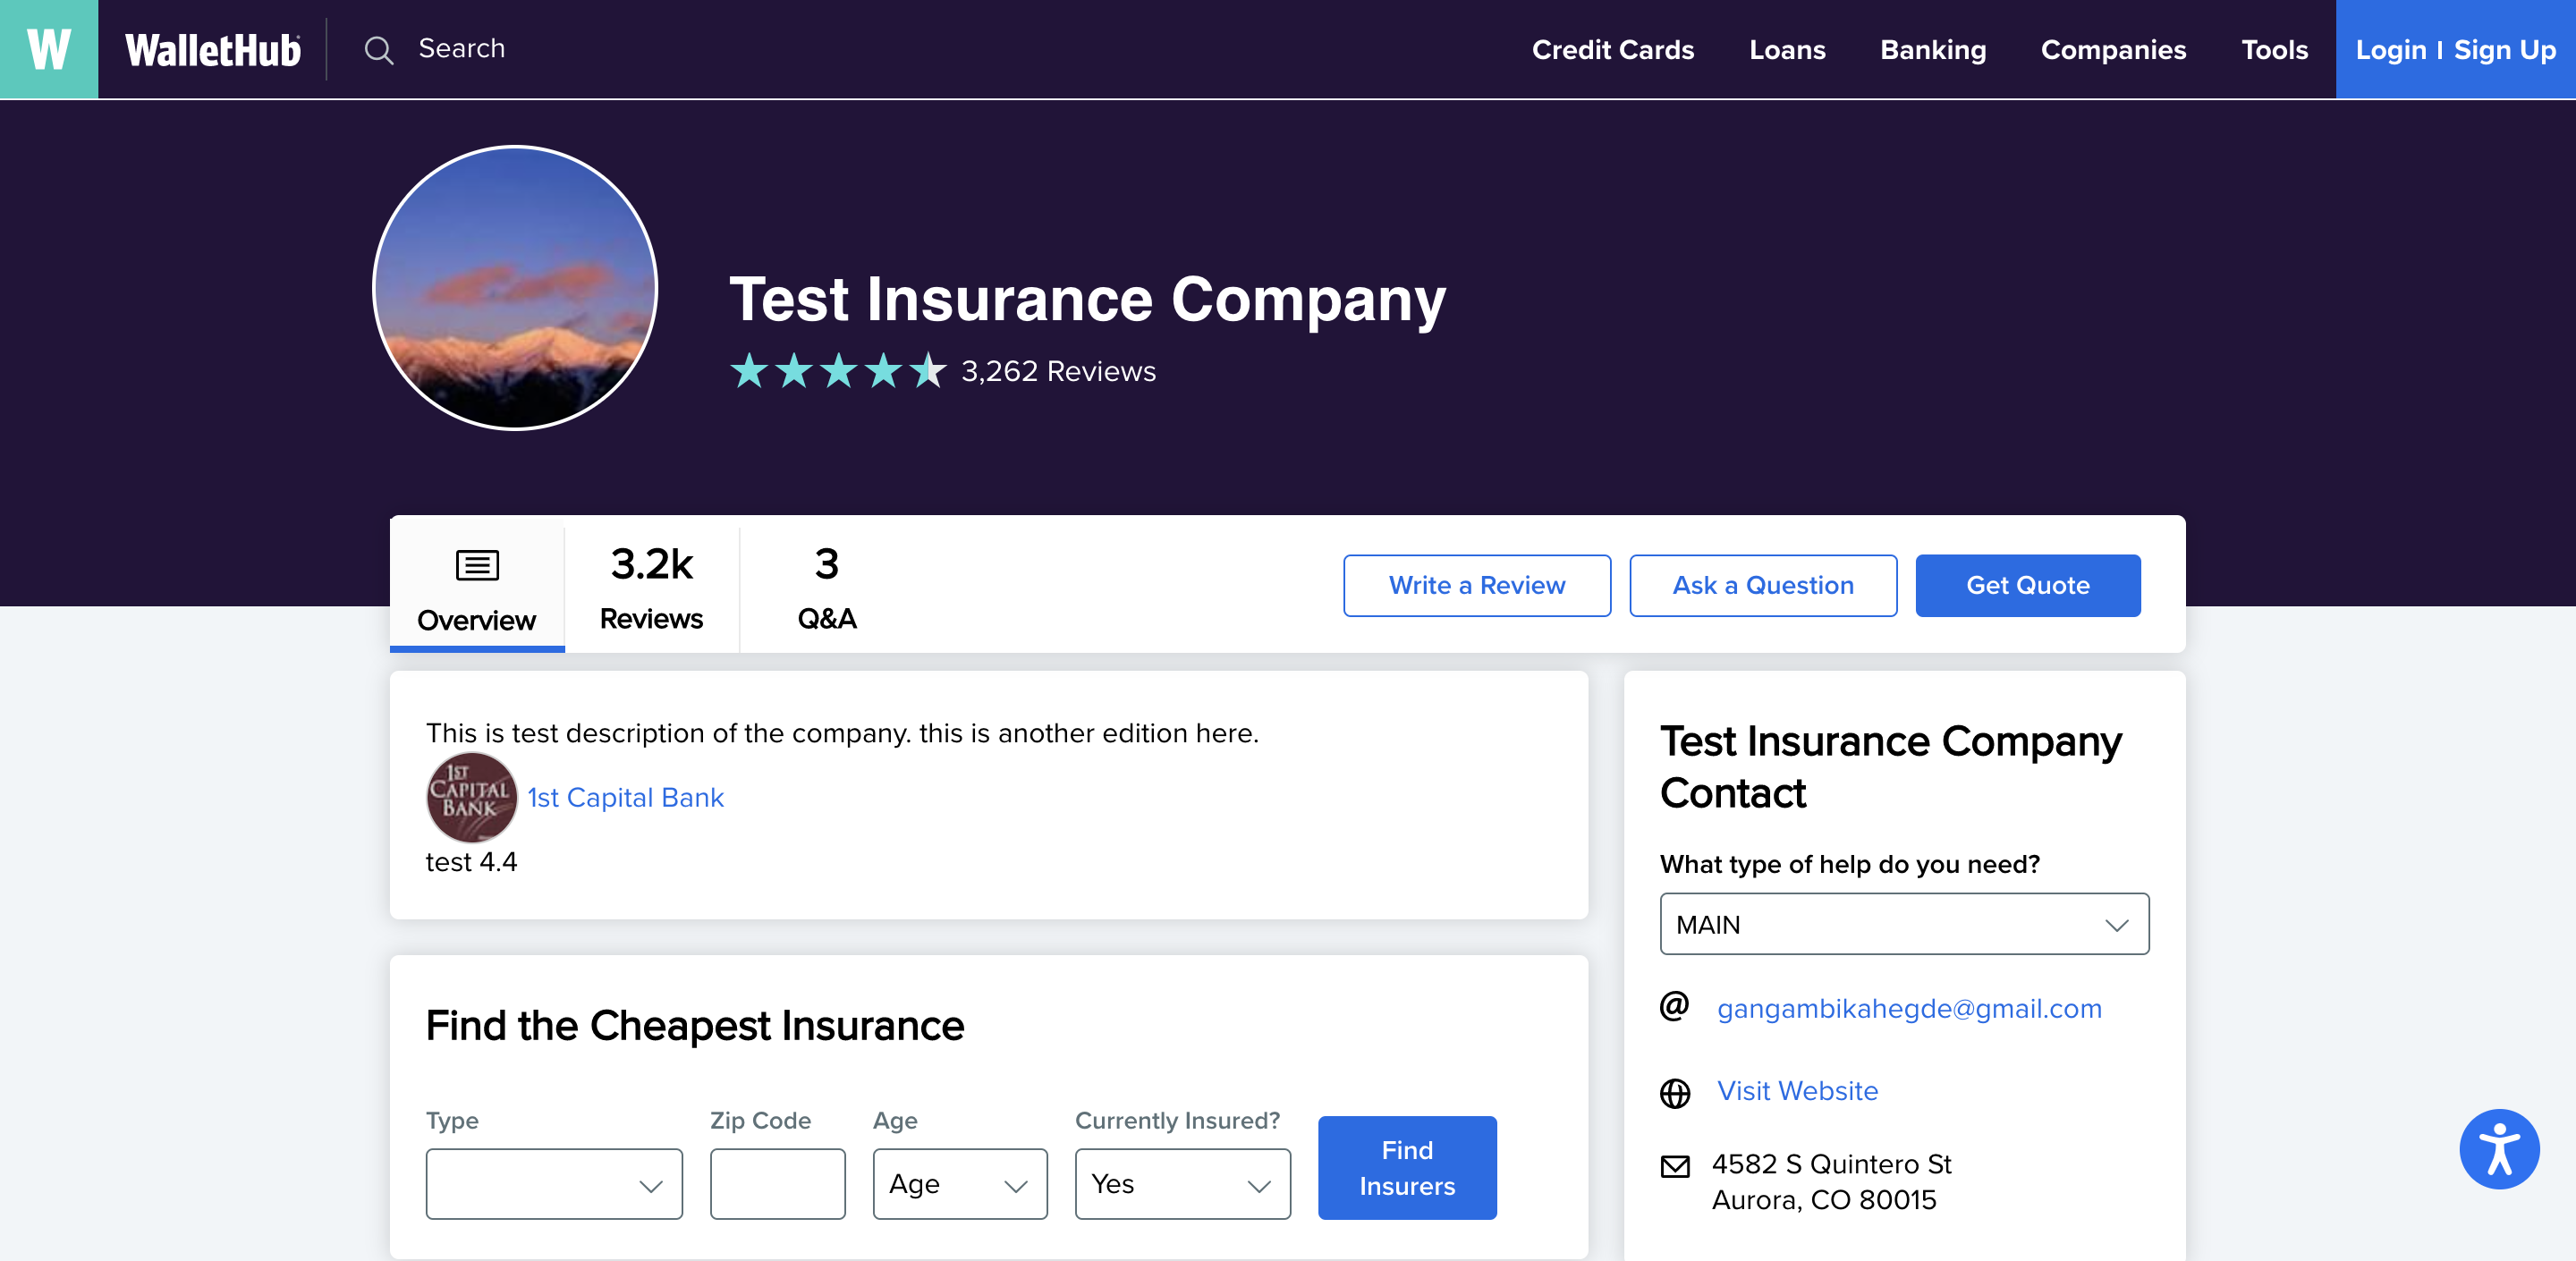 W WalletHub Search Credit Cards Loans Banking Companies Tools Login | Sign Up
Test Insurance Company
3,262 Reviews
Overview
3.2k
Reviews
3
Q&A
Write a Review Ask a Question Get Quote
This is test description of the company. this is another edition here.
1ST
CAPITAL
BANK
1st Capital Bank
test 4.4
Find the Cheapest Insurance
Type Zip Code Age Currently Insured?
Age Yes
Find
Insurers
Test Insurance Company
Contact
What type of help do you need?
MAIN
gangambikahegde@gmail.com
Visit Website
4582 S Quintero St
Aurora, CO 80015